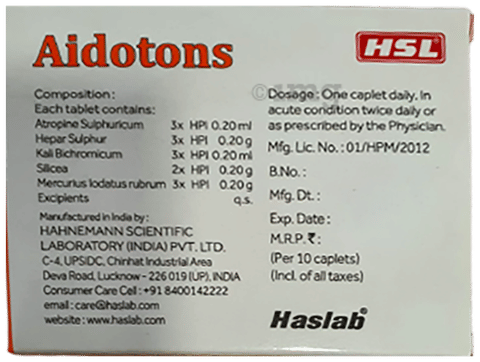 Aidotons
HSL
Composition :
Each tablet contains:
Atropine Sulphuricum 3x HPI 0.20 ml
Hepar Sulphur 3x HPI 0.20 g
Kali Bichromicum 3x HPI 0.20 ml
Silicea 2x HPI 0.20 g
Mercurius Iodatus rubrum 3x HPI 0.20 g
Excipients q.s.
Manufactured in India by :
HAHNEMANN SCIENTIFIC
LABORATORY (INDIA) PVT. LTD.
C-4, UPSIDC, Chinhat Industrial Area
Deva Road, Lucknow - 226 019 (UP), INDIA
Consumer Care Cell : +91 8400142222
email : care@haslab.com
website : www.haslab.com
Dosage : One caplet daily. In
acute condition twice daily or
as prescribed by the Physician.
Mfg. Lic. No. : 01/HPM/2012
B.No :
Mfg. Dt :
Exp. Date :
M.R.P. ₹ :
(Per 10 caplets)
(Incl. of all taxes)
Haslab®